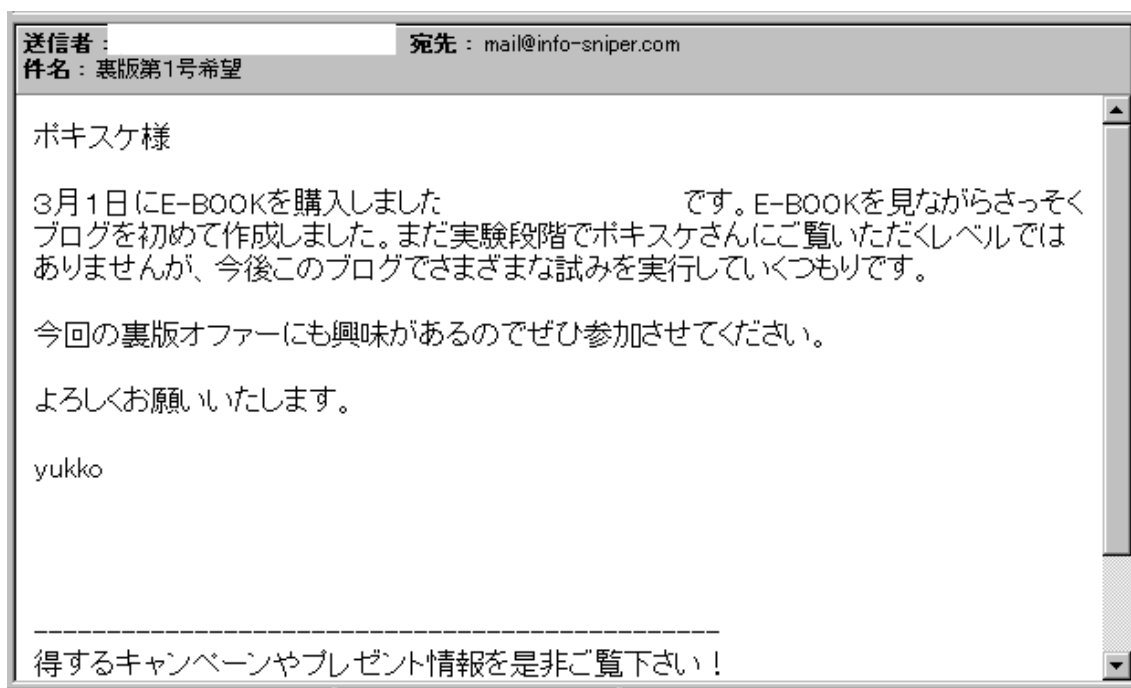 送信者： 宛先： mail@info-sniper.com
件名：裏版第1号希望
ポキスケ様
3月1日にE-BOOKを購入しました です。E-BOOKを見ながらさっそく
ブログを初めて作成しました。まだ実験段階でポキスケさんにご覧いただくレベルでは
ありませんが、今後このブログでさまざまな試みを実行していくつもりです。
今回の裏版オファーにも興味があるのでぜひ参加させてください。
よろしくお願いいたします。
yukko
-----------------------------------------------
得するキャンペーンやプレゼント情報を是非ご覧下さい！